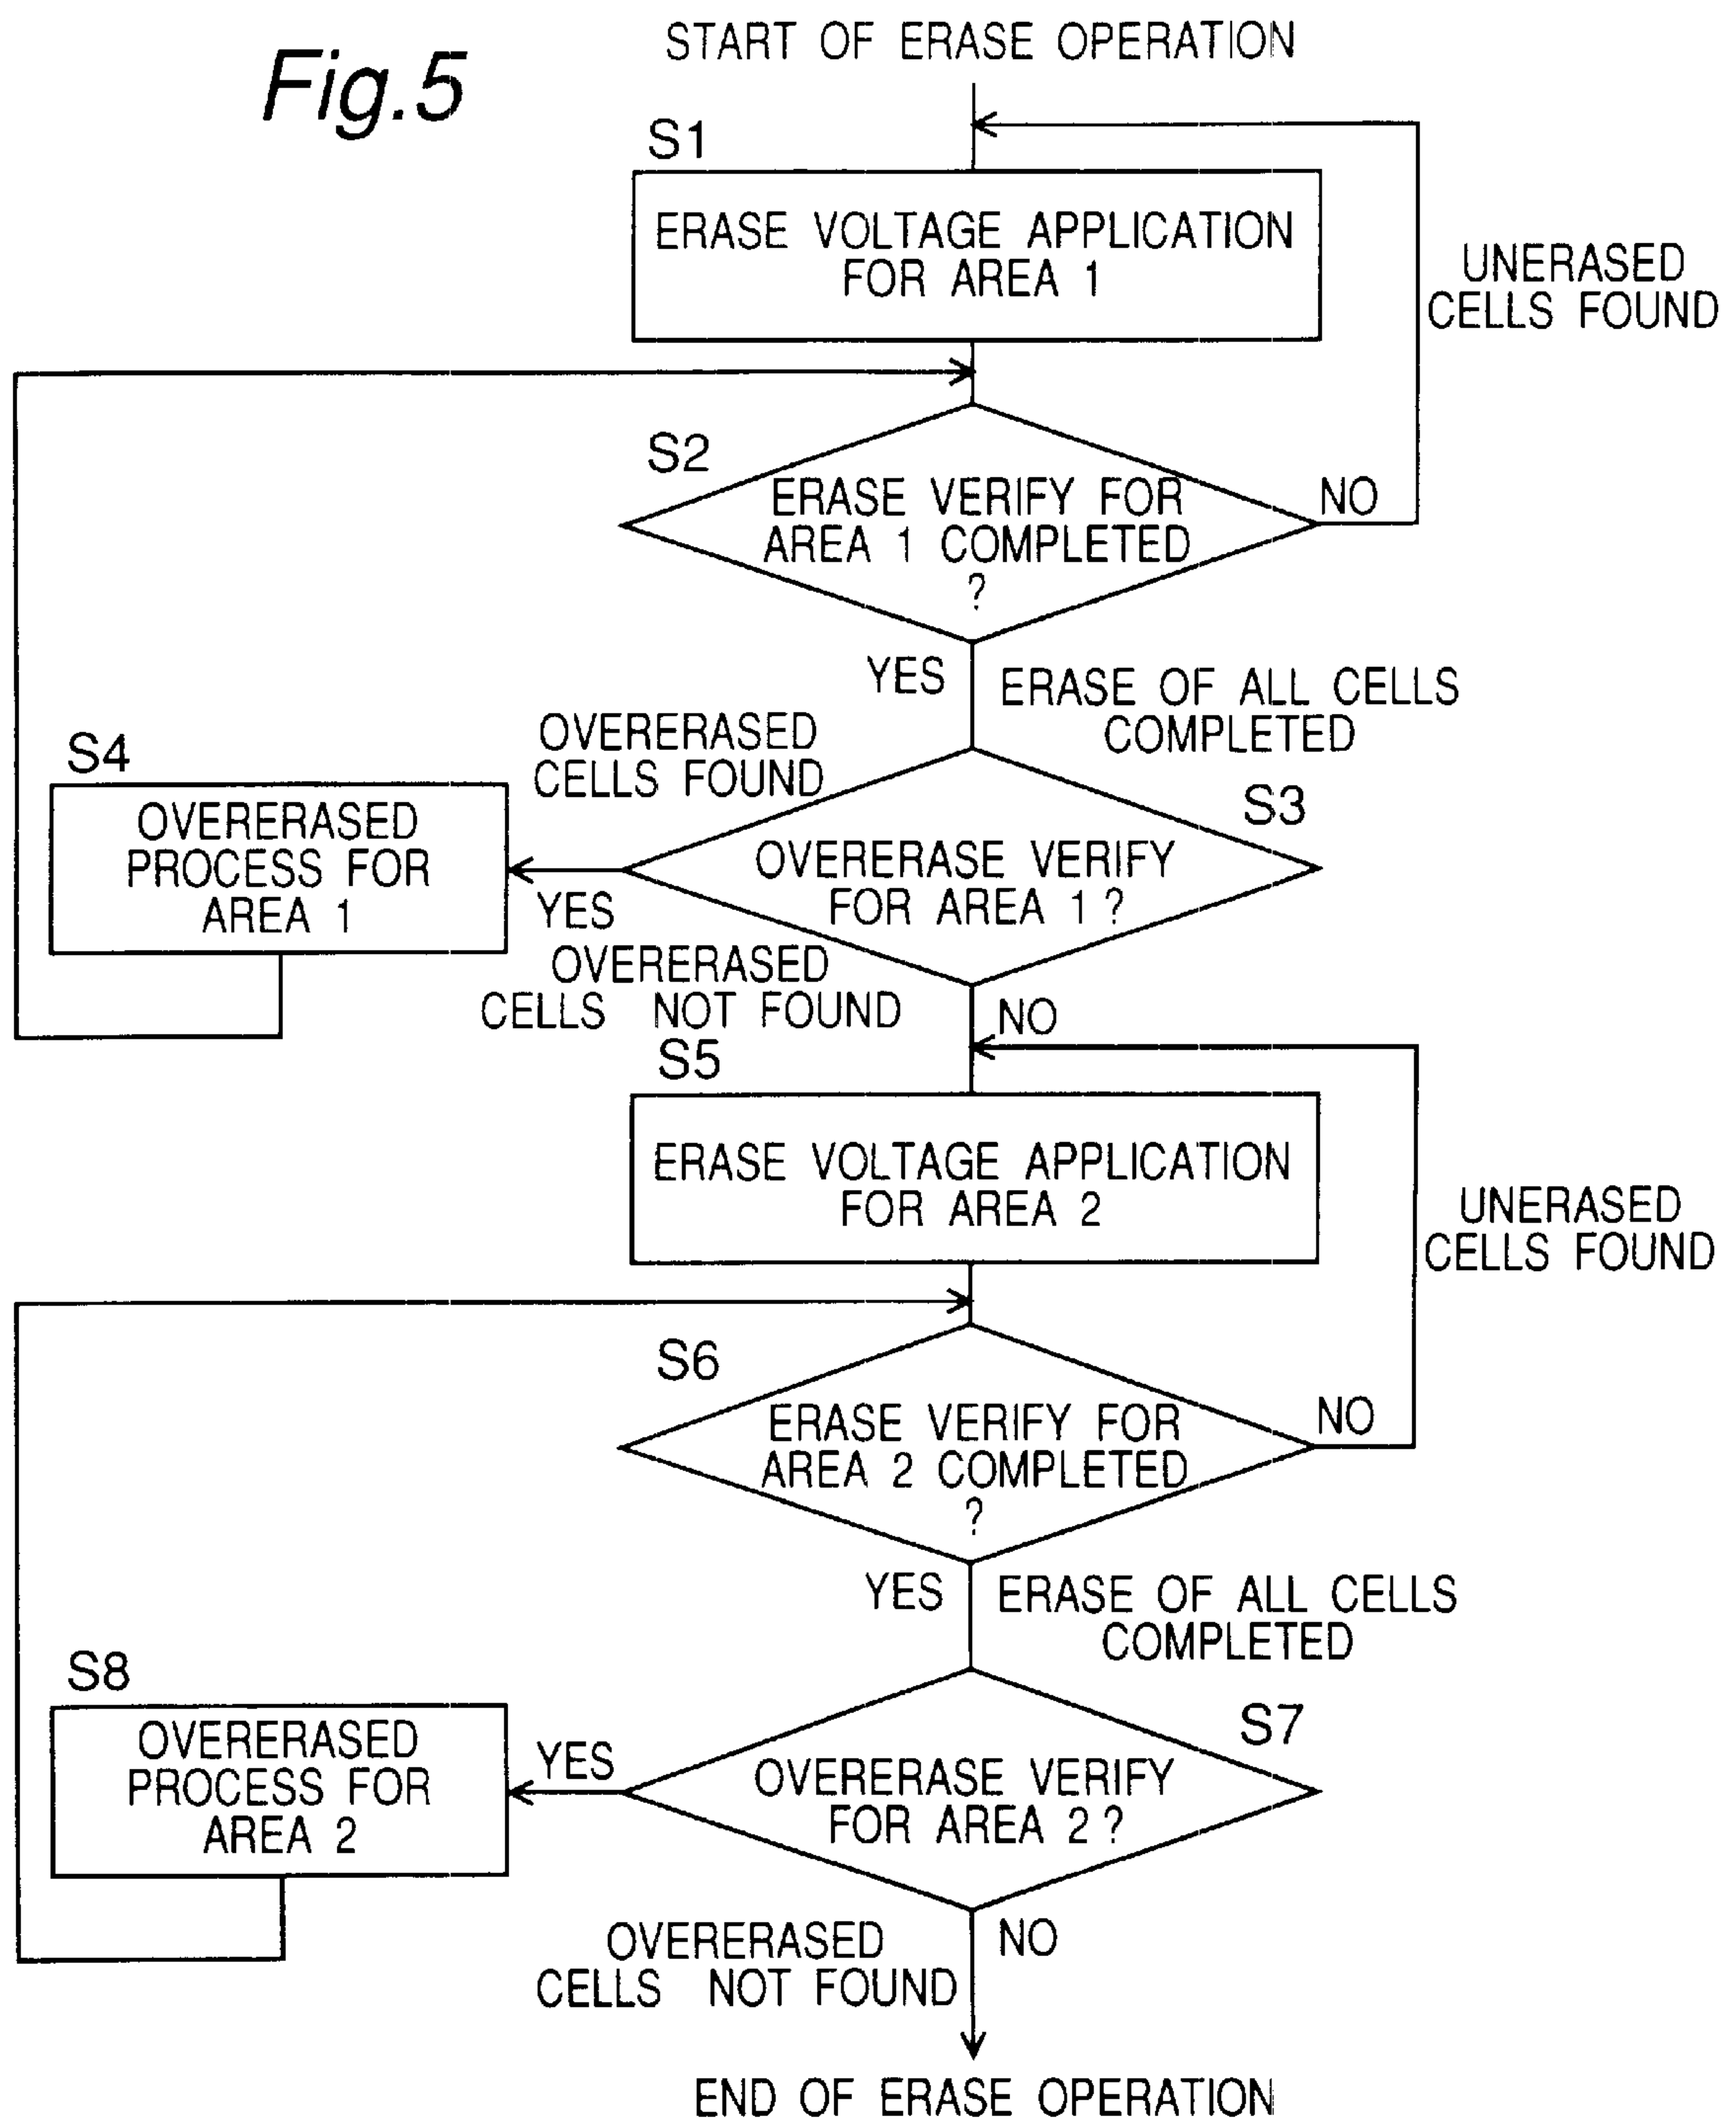 Fig.5
START OF ERASE OPERATION
S1
ERASE VOLTAGE APPLICATION
FOR AREA 1
UNERASED
CELLS FOUND
S2
ERASE VERIFY FOR
AREA 1 COMPLETED
?
NO
YES
ERASE OF ALL CELLS
COMPLETED
OVERERASED
CELLS FOUND
S4
OVERERASED
PROCESS FOR
AREA 1
S3
OVERERASE VERIFY
FOR AREA 1?
YES
OVERERASED
CELLS NOT FOUND
NO
S5
ERASE VOLTAGE APPLICATION
FOR AREA 2
UNERASED
CELLS FOUND
S6
ERASE VERIFY FOR
AREA 2 COMPLETED
?
NO
YES
ERASE OF ALL CELLS
COMPLETED
S8
OVERERASED
PROCESS FOR
AREA 2
YES
S7
OVERERASE VERIFY
FOR AREA 2?
OVERERASED
CELLS NOT FOUND
NO
END OF ERASE OPERATION